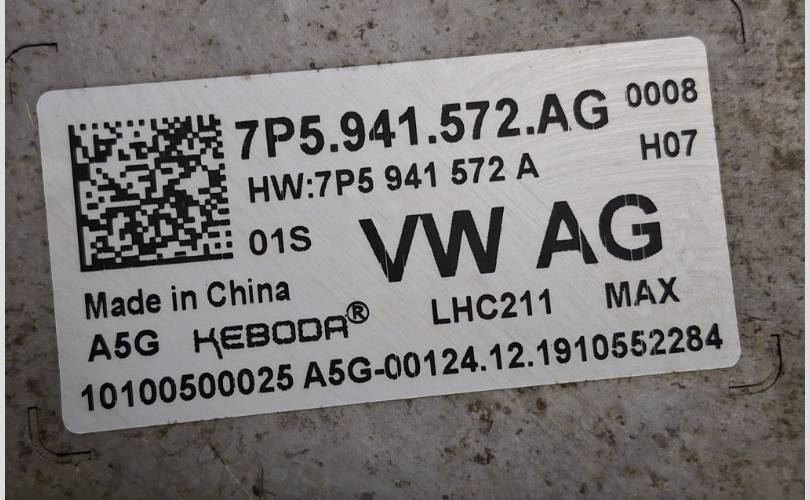 7P5.941.572.AG 0008
HW:7P5 941 572 A H07
01S VW AG
Made in China LHC211 MAX
A5G KEBODA®
10100500025 A5G-00124.12.1910552284